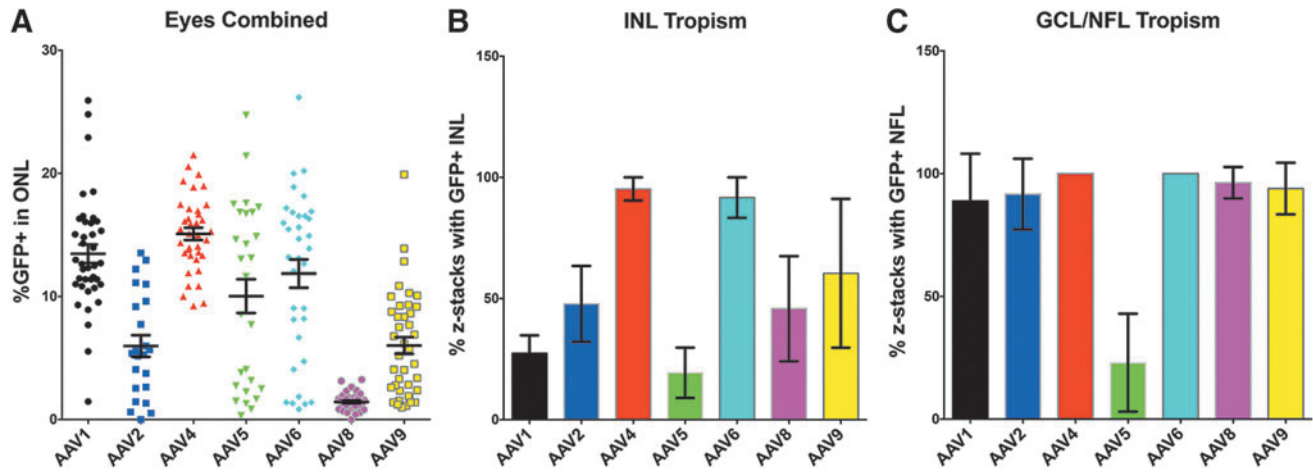 A
Eyes Combined
%GFP+ in ONL
30
20
10
0
AAV1
AAV2
AAV4
AAV5
AAV6
AAV8
AAV9
B
INL Tropism
% z-stacks with GFP+ INL
150
100
50
0
AAV1
AAV2
AAV4
AAV5
AAV6
AAV8
AAV9
C
GCL/NFL Tropism
% z-stacks with GFP+ NFL
150
100
50
0
AAV1
AAV2
AAV4
AAV5
AAV6
AAV8
AAV9